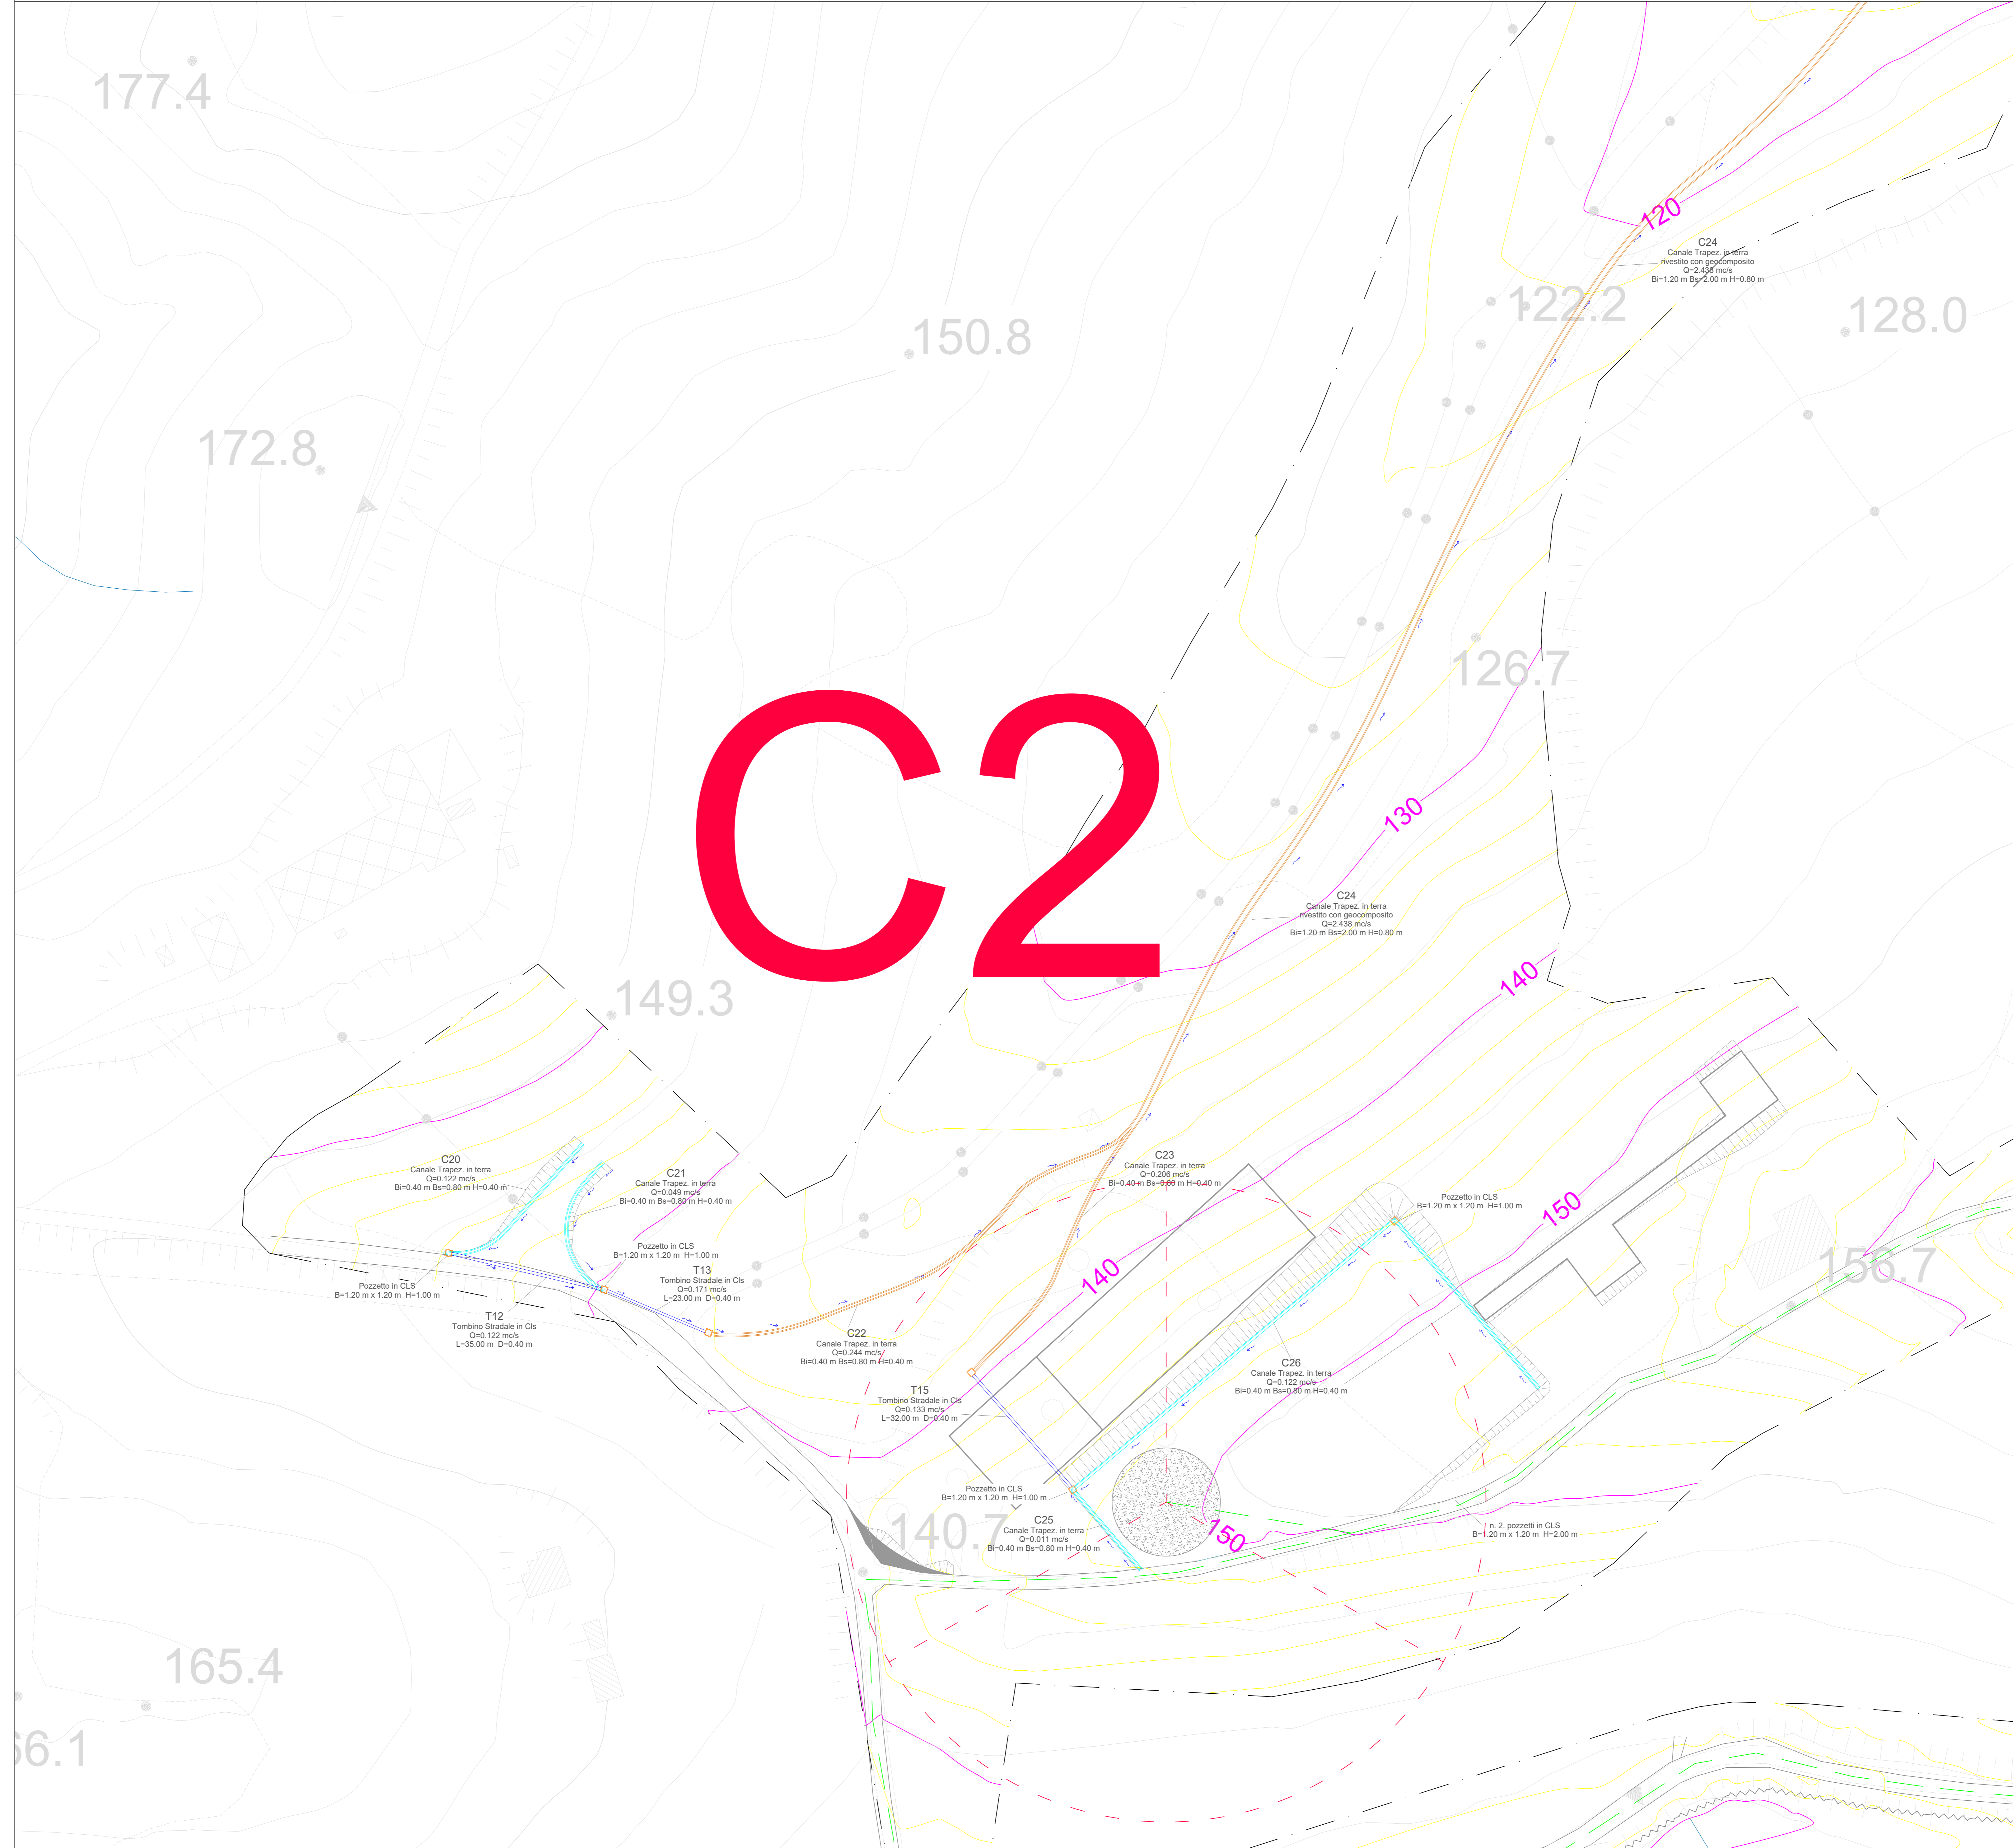 177.4
120
C24
Canale Trapez. in terra
rivestito con geocomposito
Q=2.438 mc/s
Bi=1.20 m Bs=2.00 m H=0.80 m
122.2
128.0
150.8
172.8
126.7
C2
130
C24
Canale Trapez. in terra
rivestito con geocomposito
Q=2.438 mc/s
Bi=1.20 m Bs=2.00 m H=0.80 m
140
149.3
C20
Canale Trapez. in terra
Q=0.122 mc/s
Bi=0.40 m Bs=0.80 m H=0.40 m
C21
Canale Trapez. in terra
Q=0.049 mc/s
Bi=0.40 m Bs=0.80 m H=0.40 m
C23
Canale Trapez. in terra
Q=0.206 mc/s
Bi=0.40 m Bs=0.80 m H=0.40 m
Pozzetto in CLS
B=1.20 m x 1.20 m  H=1.00 m
150
Pozzetto in CLS
B=1.20 m x 1.20 m  H=1.00 m
156.7
T13
Tombino Stradale in Cls
Q=0.171 mc/s
L=23.00 m  D=0.40 m
140
Pozzetto in CLS
B=1.20 m x 1.20 m  H=1.00 m
T12
Tombino Stradale in Cls
Q=0.122 mc/s
L=35.00 m  D=0.40 m
C22
Canale Trapez. in terra
Q=0.244 mc/s
Bi=0.40 m Bs=0.80 m H=0.40 m
C26
Canale Trapez. in terra
Q=0.122 mc/s
Bi=0.40 m Bs=0.80 m H=0.40 m
T15
Tombino Stradale in Cls
Q=0.133 mc/s
L=32.00 m  D=0.40 m
Pozzetto in CLS
B=1.20 m x 1.20 m  H=1.00 m
140.7
C25
Canale Trapez. in terra
Q=0.011 mc/s
Bi=0.40 m Bs=0.80 m H=0.40 m
150
n. 2. pozzetti in CLS
B=1.20 m x 1.20 m  H=2.00 m
165.4
66.1